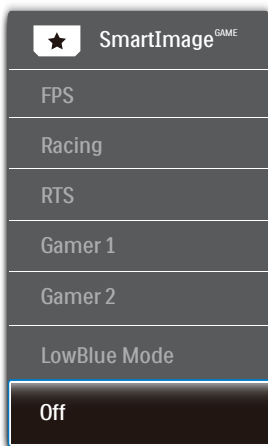 SmartImage GAME
FPS
Racing
RTS
Gamer 1
Gamer 2
LowBlue Mode
Off